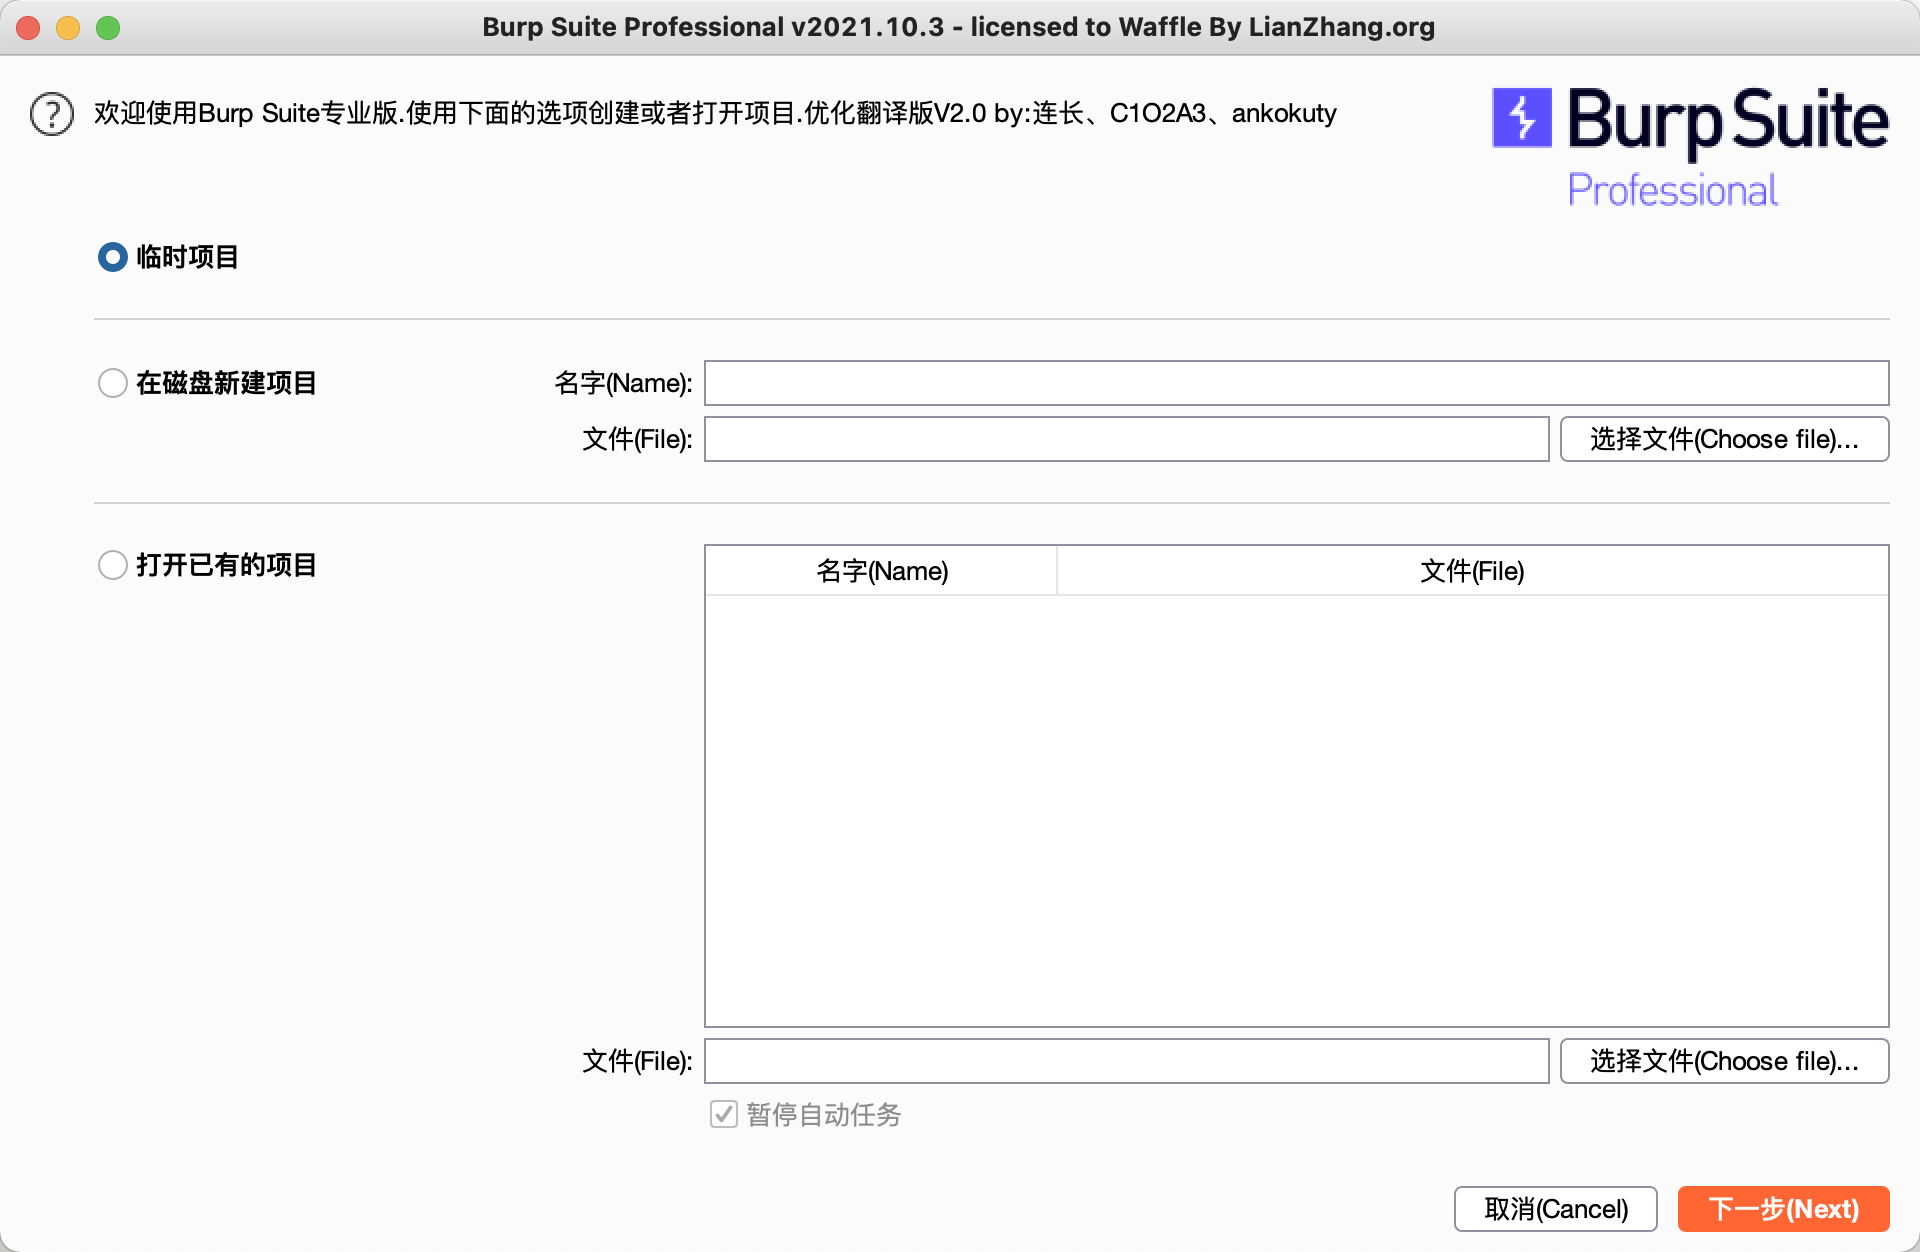 Burp Suite Professional v2021.10.3 - licensed to Waffle By LianZhang.org
欢迎使用Burp Suite专业版.使用下面的选项创建或者打开项目.优化翻译版V2.0 by:连长、C1O2A3、ankokuty
Burp Suite
Professional
临时项目
在磁盘新建项目
名字(Name):
文件(File):
选择文件(Choose file)...
打开已有的项目
名字(Name)
文件(File)
文件(File):
选择文件(Choose file)...
暂停自动任务
取消(Cancel)
下一步(Next)